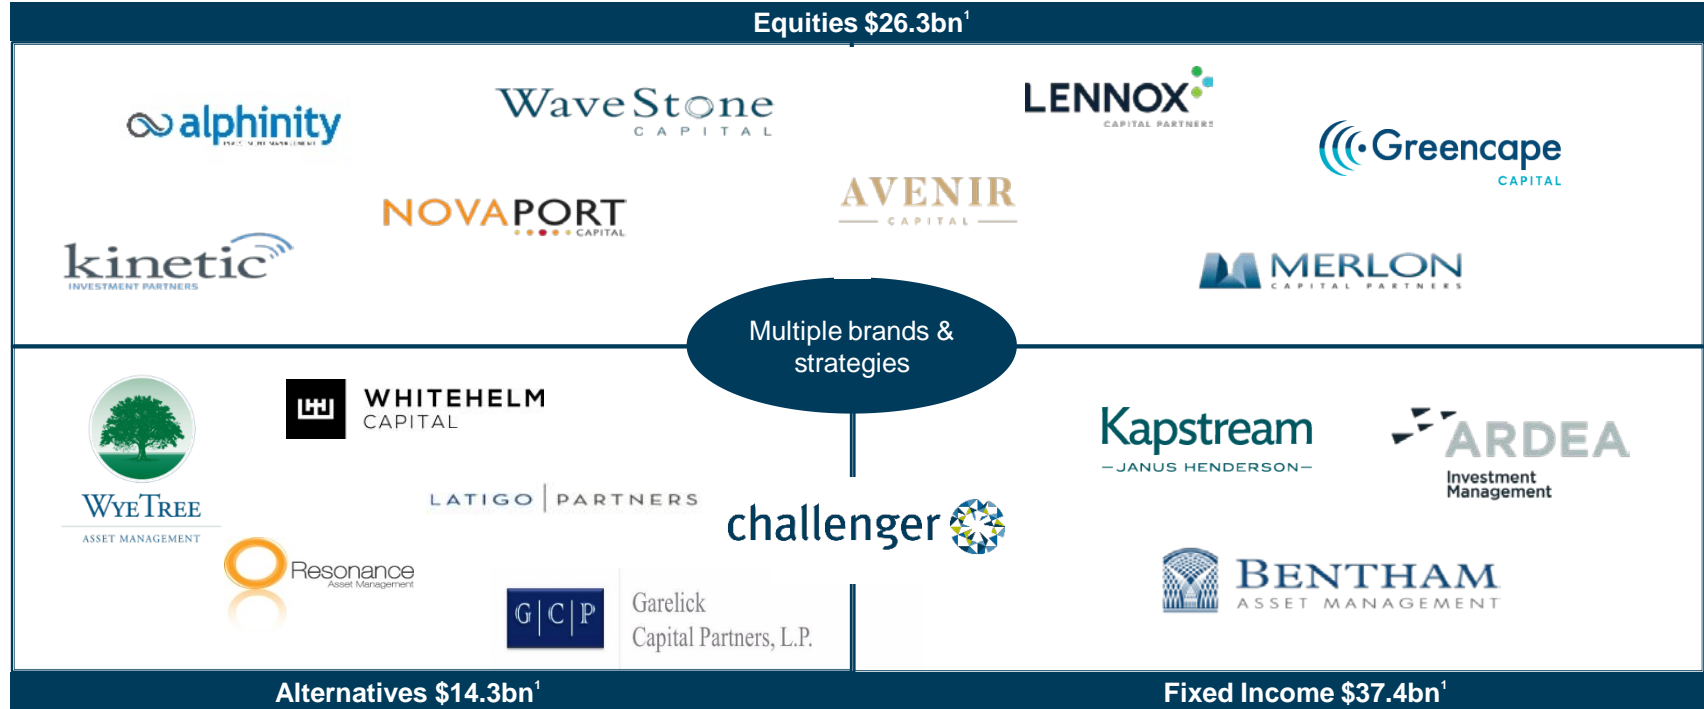 Equities $26.3bn1
alphinity
WaveStone
CAPITAL
LENNOX
CAPITAL PARTNERS
Greencape
CAPITAL
NOVAPORT
CAPITAL
AVENIR
CAPITAL
kinetic
INVESTMENT PARTNERS
MERLON
CAPITAL PARTNERS
Multiple brands &
strategies
WYETREE
ASSET MANAGEMENT
WHITEHELM
CAPITAL
LATIGO | PARTNERS
Resonance
Asset Management
G|C|P
Garelick
Capital Partners, L.P.
challenger
Kapstream
—JANUS HENDERSON—
ARDEA
Investment
Management
BENTHAM
ASSET MANAGEMENT
Alternatives $14.3bn1
Fixed Income $37.4bn1